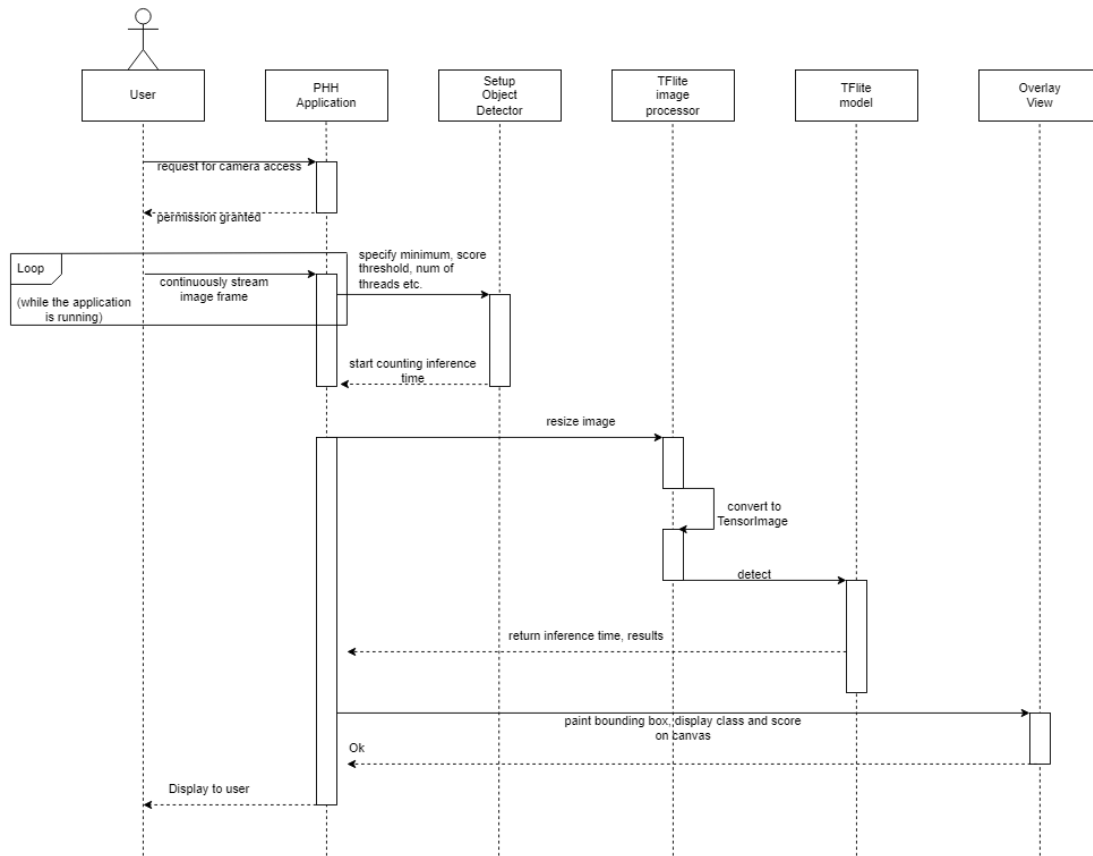 User
PHH
Application
Setup
Object
Detector
TFlite
image
processor
TFlite
model
Overlay
View
request for camera access
permission granted
Loop
(while the application
is running)
continuously stream
image frame
specify minimum, score
threshold, num of
threads etc.
start counting inference
time
resize image
convert to
TensorImage
detect
return inference time, results
paint bounding box, display class and score
on canvas
Ok
Display to user